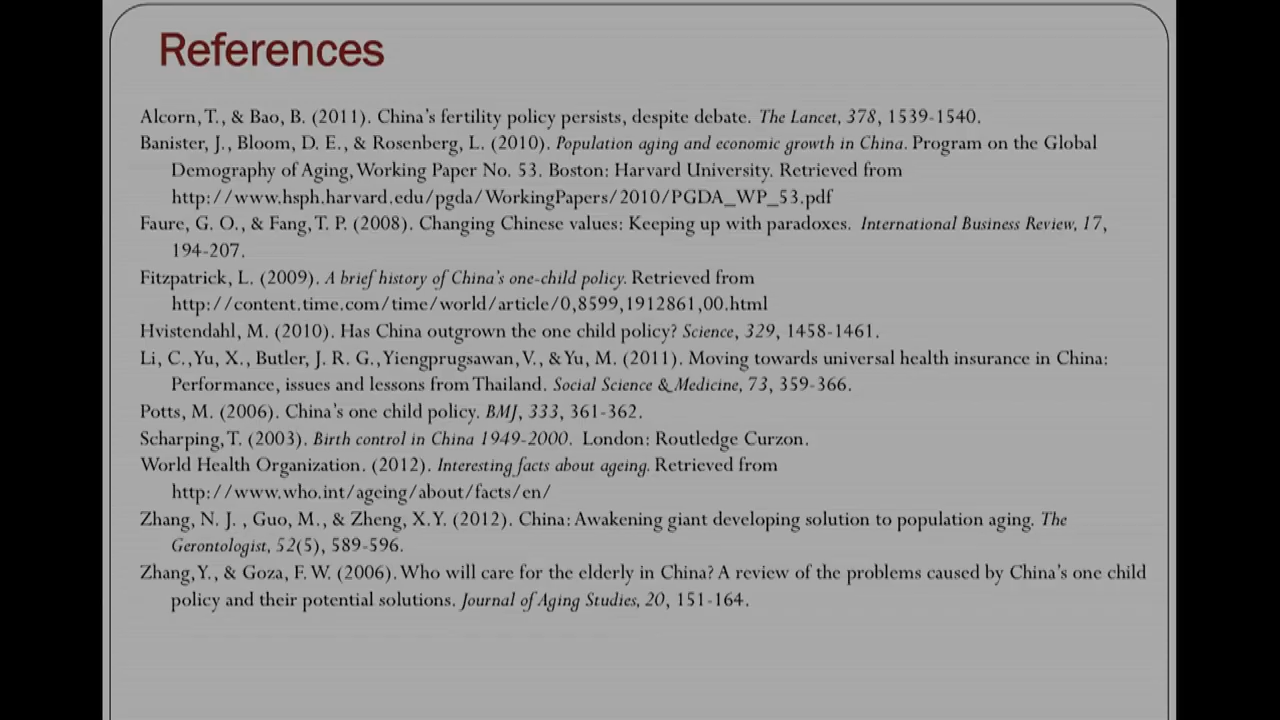 References
Alcorn, T., & Bao, B. (2011). China's fertility policy persists, despite debate. The Lancet, 378, 1539-1540.
Banister, J., Bloom, D. E., & Rosenberg, L. (2010). Population aging and economic growth in China. Program on the Global
Demography of Aging, Working Paper No. 53. Boston: Harvard University. Retrieved from
http://www.hsph.harvard.edu/pgda/WorkingPapers/2010/PGDA_WP_53.pdf
Faure, G. O., & Fang, T. P. (2008). Changing Chinese values: Keeping up with paradoxes. International Business Review, 17,
194-207.
Fitzpatrick, L. (2009). A brief history of China's one-child policy. Retrieved from
http://content.time.com/time/world/article/0,8599,1912861,00.html
Hvistendahl, M. (2010). Has China outgrown the one child policy? Science, 329, 1458-1461.
Li, C., Yu, X., Butler, J. R. G., Yiengprugsawan, V., & Yu, M. (2011). Moving towards universal health insurance in China:
Performance, issues and lessons from Thailand. Social Science & Medicine, 73, 359-366.
Potts, M. (2006). China's one child policy. BMJ, 333, 361-362.
Scharping, T. (2003). Birth control in China 1949-2000. London: Routledge Curzon.
World Health Organization. (2012). Interesting facts about ageing. Retrieved from
http://www.who.int/ageing/about/facts/en/
Zhang, N. J. , Guo, M., & Zheng, X. Y. (2012). China: Awakening giant developing solution to population aging. The
Gerontologist, 52(5), 589-596.
Zhang, Y., & Goza, F. W. (2006). Who will care for the elderly in China? A review of the problems caused by China's one child
policy and their potential solutions. Journal of Aging Studies, 20, 151-164.